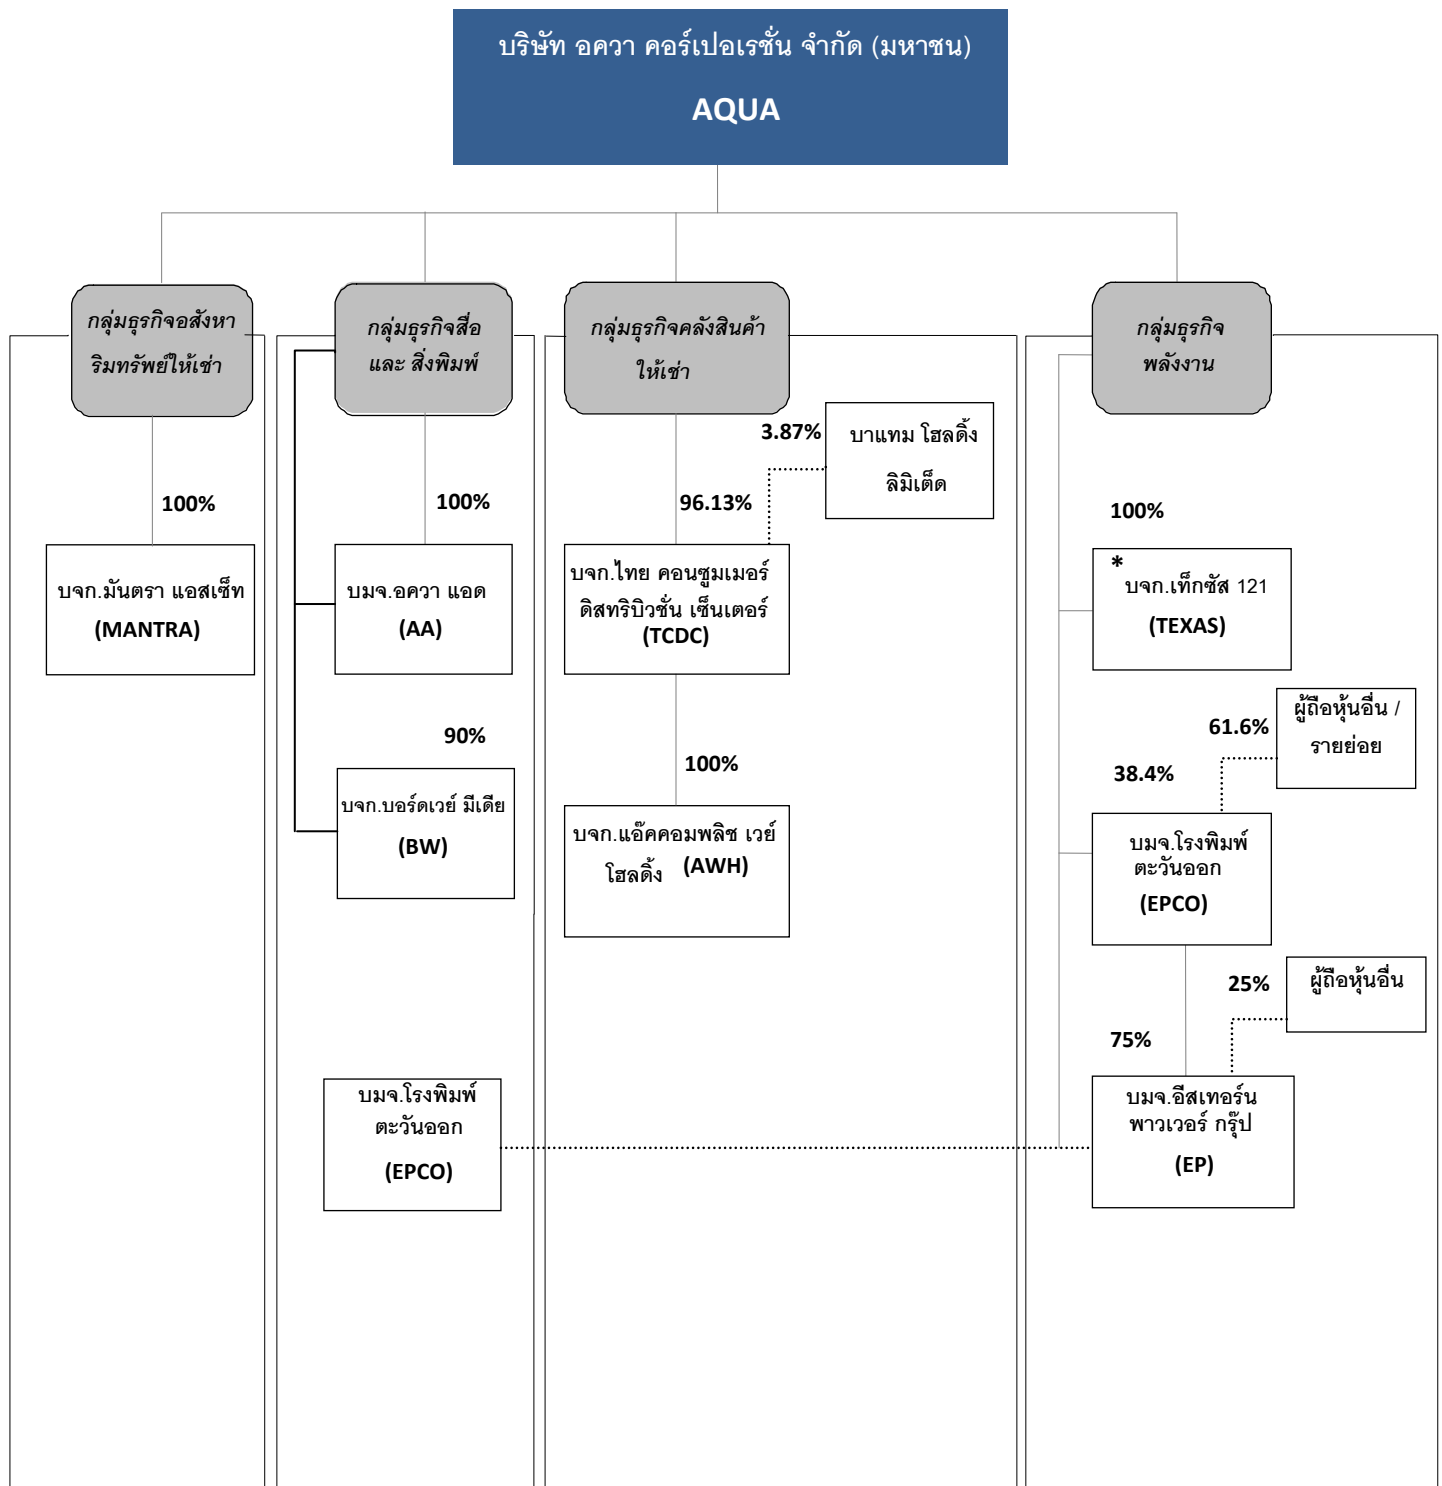 บริษัท อควา คอร์เปอเรชั่น จำกัด (มหาชน)
AQUA
กลุ่มธุรกิจอสังหา
ริมทรัพย์ให้เช่า
100%
บจก.มันตรา แอสเซ็ท
(MANTRA)
กลุ่มธุรกิจสื่อ
และ สิ่งพิมพ์
100%
บมจ.อควา แอด
(AA)
90%
บจก.บอร์ดเวย์ มีเดีย
(BW)
บมจ.โรงพิมพ์
ตะวันออก
(EPCO)
กลุ่มธุรกิจคลังสินค้า
ให้เช่า
3.87%
บาแทม โฮลดิ้ง
ลิมิเต็ด
96.13%
บจก.ไทย คอนซูมเมอร์
ดิสทริบิวชั่น เซ็นเตอร์
(TCDC)
100%
บจก.แอ๊คคอมพลิช เวย์
โฮลดิ้ง (AWH)
กลุ่มธุรกิจ
พลังงาน
100%
*
บจก.เท็กซัส 121
(TEXAS)
ผู้ถือหุ้นอื่น /
รายย่อย
61.6%
38.4%
บมจ.โรงพิมพ์
ตะวันออก
(EPCO)
ผู้ถือหุ้นอื่น
25%
75%
บมจ.อีสเทอร์น
พาวเวอร์ กรุ๊ป
(EP)